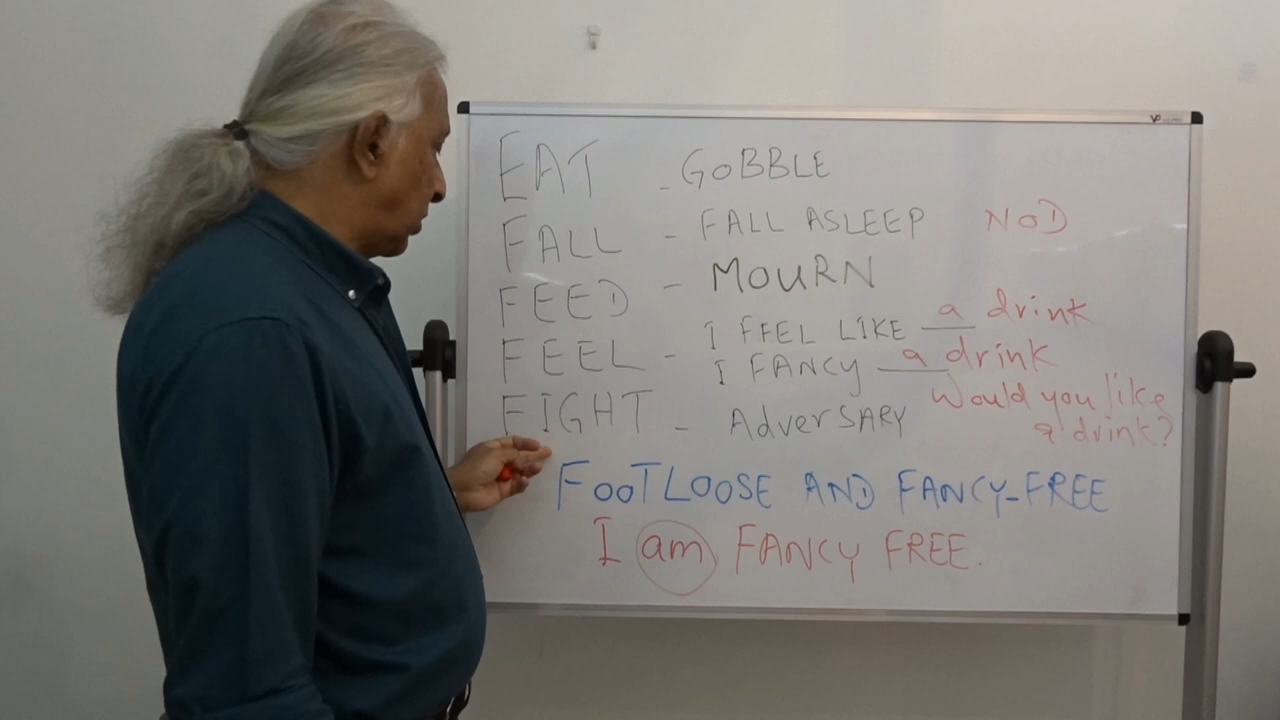 EAT - GOBBLE
FALL - FALL ASLEEP NOD
FEED - MOURN
I FFEL LIKE a drink
FEEL - I FANCY a drink
Would you like
FIGHT - AdverSARY a drink?
FOOTLOOSE AND FANCY-FREE
I am FANCY FREE.